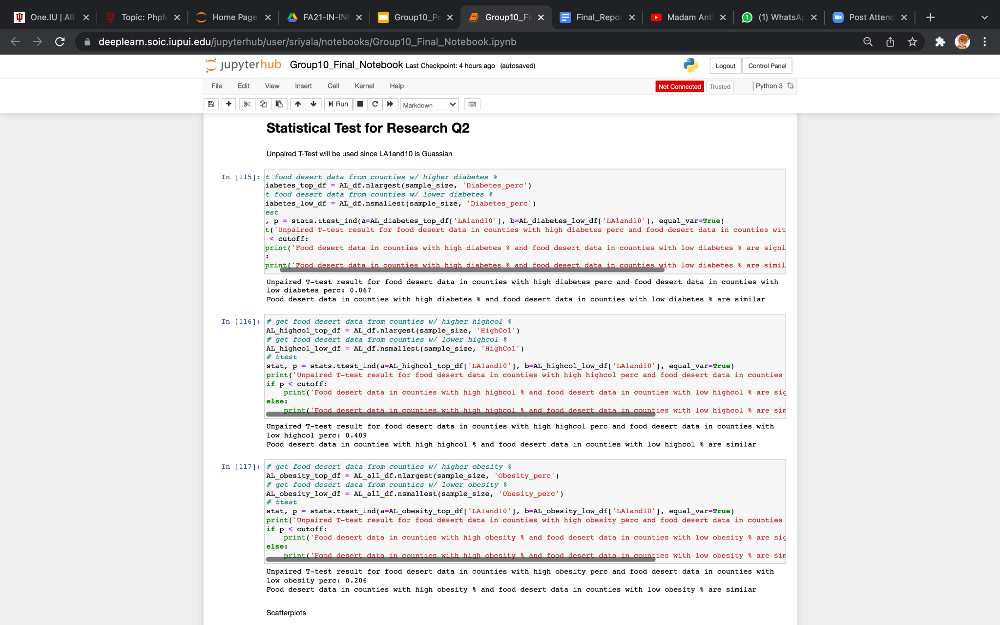 One.IU | All
Topic: PhpM
Home Page
FA21-IN-INF
Group10_Pr
Group10_Fi
Final_Repor
Madam Ant
(1) WhatsAp
Post Attend
deeplearn.soic.iupui.edu/jupyterhub/user/sriyala/notebooks/Group10_Final_Notebook.ipynb
jupyterhub Group10_Final_Notebook Last Checkpoint: 4 hours ago (autosaved)
Logout
Control Panel
File Edit View Insert Cell Kernel Help
Not Connected
Trusted
Python 3
Run
Markdown
Statistical Test for Research Q2
Unpaired T-Test will be used since LA1and10 is Guassian
In [115]:
t food desert data from counties w/ higher diabetes %
iabetes_top_df = AL_df.nlargest(sample_size, 'Diabetes_perc')
t food desert data from counties w/ lower diabetes %
iabetes_low_df = AL_df.nsmallest(sample_size, 'Diabetes_perc')
est
, p = stats.ttest_ind(a=AL_diabetes_top_df['LA1and10'], b=AL_diabetes_low_df['LA1and10'], equal_var=True)
t('Unpaired T-test result for food desert data in counties with high diabetes perc and food desert data in counties wit
< cutoff:
print('Food desert data in counties with high diabetes % and food desert data in counties with low diabetes % are signi
:
print('Food desert data in counties with high diabetes % and food desert data in counties with low diabetes % are simil
Unpaired T-test result for food desert data in counties with high diabetes perc and food desert data in counties with
low diabetes perc: 0.067
Food desert data in counties with high diabetes % and food desert data in counties with low diabetes % are similar
In [116]:
# get food desert data from counties w/ higher highcol %
AL_highcol_top_df = AL_df.nlargest(sample_size, 'HighCol')
# get food desert data from counties w/ lower highcol %
AL_highcol_low_df = AL_df.nsmallest(sample_size, 'HighCol')
# ttest
stat, p = stats.ttest_ind(a=AL_highcol_top_df['LA1and10'], b=AL_highcol_low_df['LA1and10'], equal_var=True)
print('Unpaired T-test result for food desert data in counties with high highcol perc and food desert data in counties
if p < cutoff:
print('Food desert data in counties with high highcol % and food desert data in counties with low highcol % are sig
else:
print('Food desert data in counties with high highcol % and food desert data in counties with low highcol % are sim
Unpaired T-test result for food desert data in counties with high highcol perc and food desert data in counties with
low highcol perc: 0.409
Food desert data in counties with high highcol % and food desert data in counties with low highcol % are similar
In [117]:
# get food desert data from counties w/ higher obesity %
AL_obesity_top_df = AL_all_df.nlargest(sample_size, 'Obesity_perc')
# get food desert data from counties w/ lower obesity %
AL_obesity_low_df = AL_all_df.nsmallest(sample_size, 'Obesity_perc')
# ttest
stat, p = stats.ttest_ind(a=AL_obesity_top_df['LA1and10'], b=AL_obesity_low_df['LA1and10'], equal_var=True)
print('Unpaired T-test result for food desert data in counties with high obesity perc and food desert data in counties
if p < cutoff:
print('Food desert data in counties with high obesity % and food desert data in counties with low obesity % are sig
else:
print('Food desert data in counties with high obesity % and food desert data in counties with low obesity % are sim
Unpaired T-test result for food desert data in counties with high obesity perc and food desert data in counties with
low obesity perc: 0.206
Food desert data in counties with high obesity % and food desert data in counties with low obesity % are similar
Scatterplots